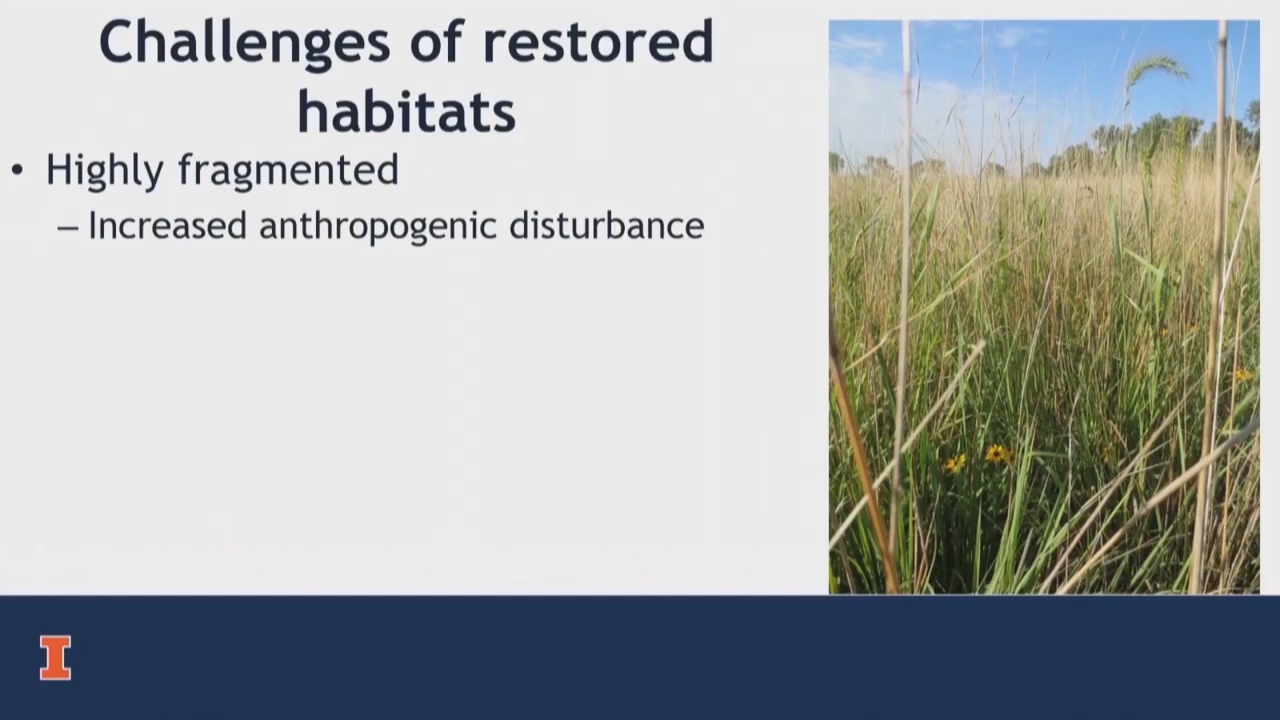 Challenges of restored
habitats
• Highly fragmented
– Increased anthropogenic disturbance
I